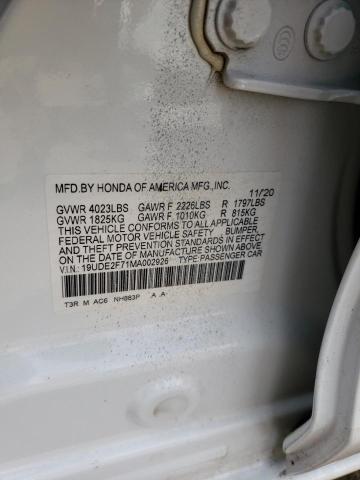 MFD.BY HONDA OF AMERICA MFG.,INC. 11/20
GVWR 4023LBS GAWR F 2226LBS R 1797LBS
GVWR 1825KG GAWR F 1010KG R 815KG
THIS VEHICLE CONFORMS TO ALL APPLICABLE
FEDERAL MOTOR VEHICLE SAFETY, BUMPER,
AND THEFT PREVENTION STANDARDS IN EFFECT
ON THE DATE OF MANUFACTURE SHOWN ABOVE.
V.I.N: 19UDE2F71MA002926 TYPE:PASSENGER CAR
T3R M AC6 NH883P A A